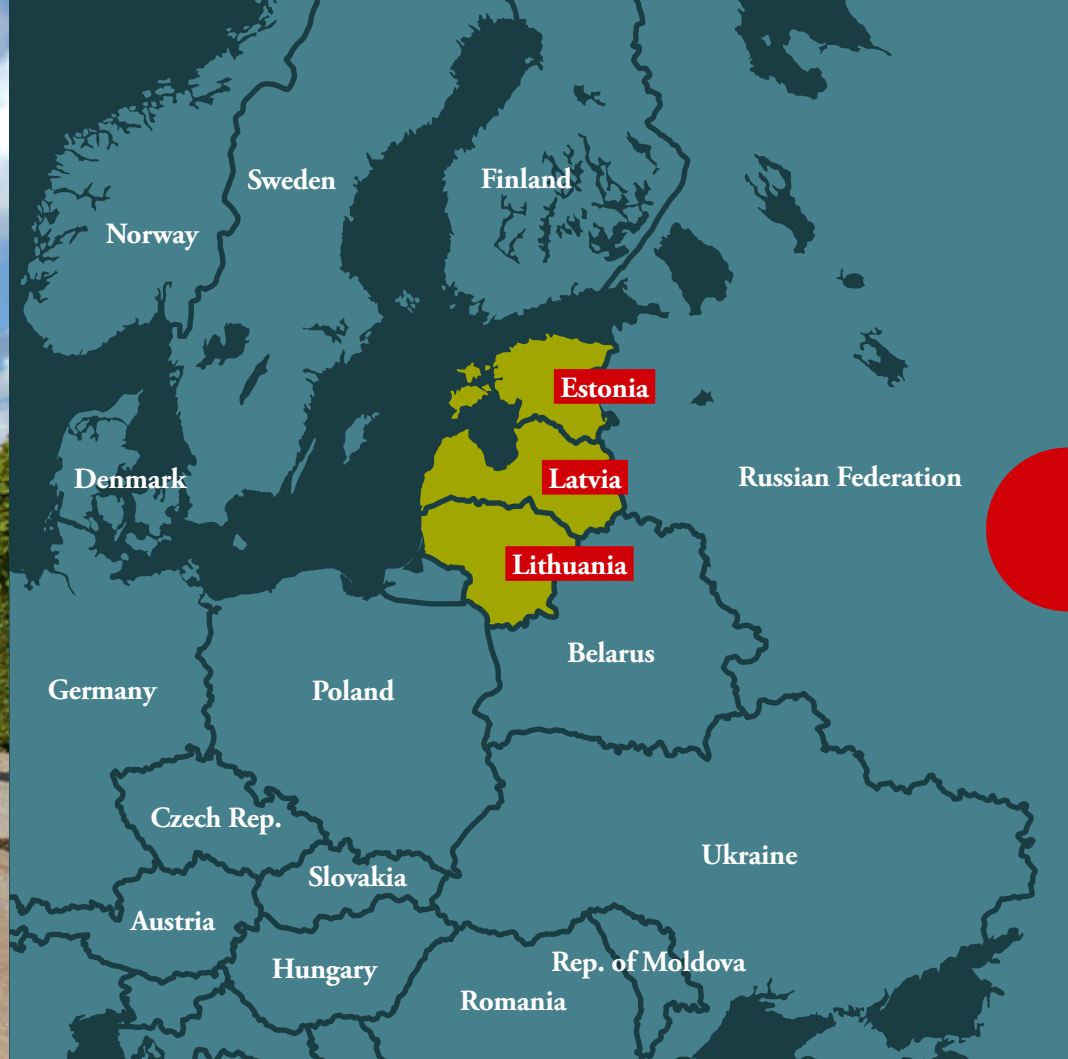 Sweden
Finland
Norway
Estonia
Denmark
Latvia
Russian Federation
Lithuania
Belarus
Germany
Poland
Czech Rep.
Ukraine
Slovakia
Austria
Hungary
Rep. of Moldova
Romania